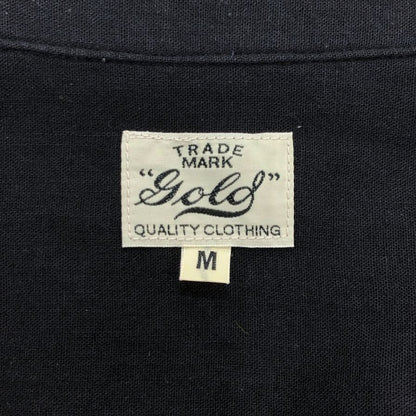 TRADE
MARK
"Gold"
QUALITY CLOTHING
M